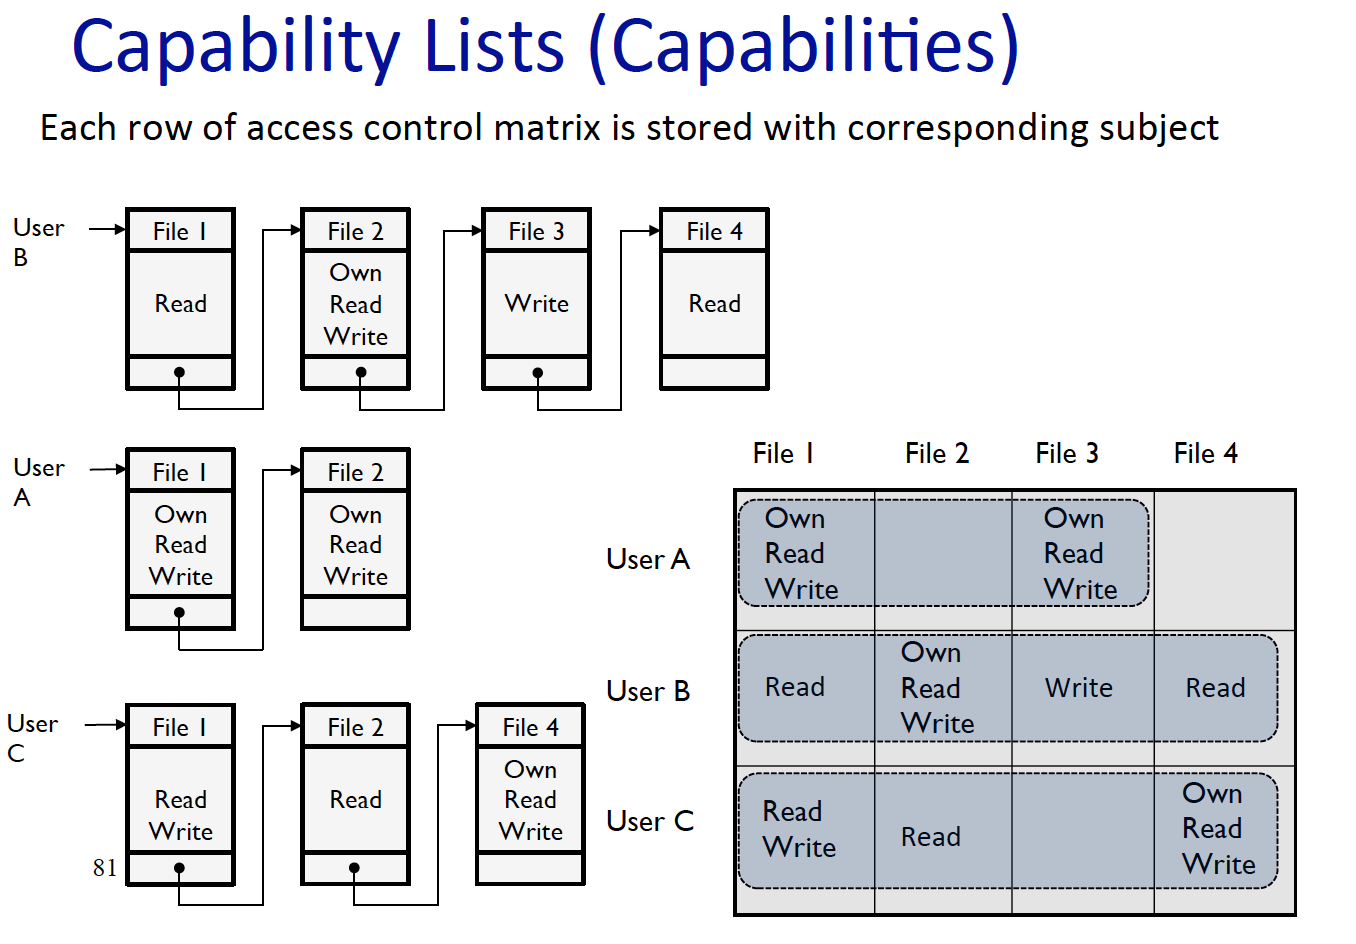 Capability Lists (Capabilities)
Each row of access control matrix is stored with corresponding subject
User
B
File 1
Read
File 2
Own
Read
Write
File 3
Write
File 4
Read
User
A
File 1
Own
Read
Write
File 2
Own
Read
Write
User
C
File 1
Read
Write
File 2
Read
File 4
Own
Read
Write
81
File 1 File 2 File 3 File 4
User A
Own
Read
Write
Own
Read
Write
User B
Read
Own
Read
Write
Write
Read
User C
Read
Write
Read
Own
Read
Write